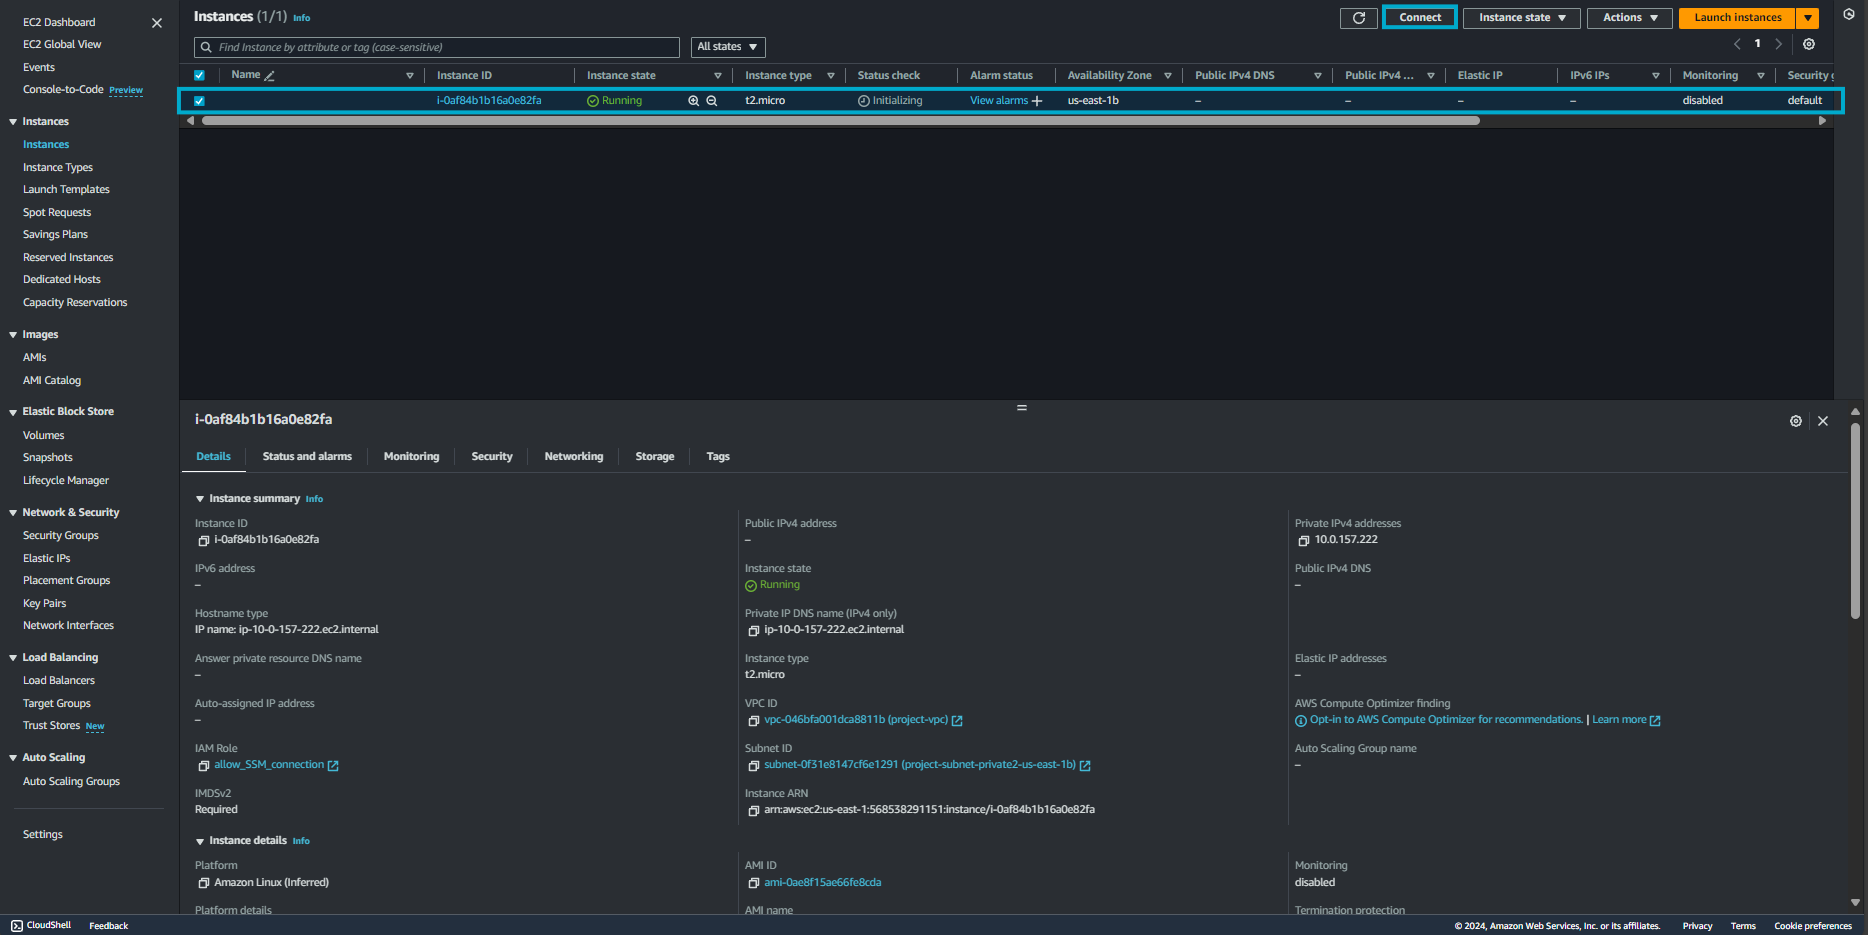 EC2 Dashboard
EC2 Global View
Events
Console-to-Code Preview
Instances
Instances
Instance Types
Launch Templates
Spot Requests
Savings Plans
Reserved Instances
Dedicated Hosts
Capacity Reservations
Images
AMIs
AMI Catalog
Elastic Block Store
Volumes
Snapshots
Lifecycle Manager
Network & Security
Security Groups
Elastic IPs
Placement Groups
Key Pairs
Network Interfaces
Load Balancing
Load Balancers
Target Groups
Trust Stores New
Auto Scaling
Auto Scaling Groups
Settings
Instances (1/1) Info
Connect Instance state Actions Launch instances
Find Instance by attribute or tag (case-sensitive) All states
1
Name Instance ID Instance state Instance type Status check Alarm status Availability Zone Public IPv4 DNS Public IPv4 ... Elastic IP IPv6 IPs Monitoring Security g
i-0af84b1b16a0e82fa Running t2.micro Initializing View alarms + us-east-1b – – – – disabled default
i-0af84b1b16a0e82fa
Details Status and alarms Monitoring Security Networking Storage Tags
Instance summary Info
Instance ID Public IPv4 address Private IPv4 addresses
i-0af84b1b16a0e82fa – 10.0.157.222
IPv6 address Instance state Public IPv4 DNS
– Running –
Hostname type Private IP DNS name (IPv4 only)
IP name: ip-10-0-157-222.ec2.internal ip-10-0-157-222.ec2.internal
Answer private resource DNS name Instance type Elastic IP addresses
– t2.micro –
Auto-assigned IP address VPC ID AWS Compute Optimizer finding
– vpc-046bfa001dca8811b (project-vpc) Opt-in to AWS Compute Optimizer for recommendations. | Learn more
IAM Role Subnet ID Auto Scaling Group name
allow_SSM_connection subnet-0f31e8147cf6e1291 (project-subnet-private2-us-east-1b) –
IMDSv2 Instance ARN
Required arn:aws:ec2:us-east-1:568538291151:instance/i-0af84b1b16a0e82fa
Instance details Info
Platform AMI ID Monitoring
Amazon Linux (Inferred) ami-0ae8f15ae66fe8cda disabled
Platform details AMI name Termination protection
CloudShell Feedback © 2024, Amazon Web Services, Inc. or its affiliates. Privacy Terms Cookie preferences